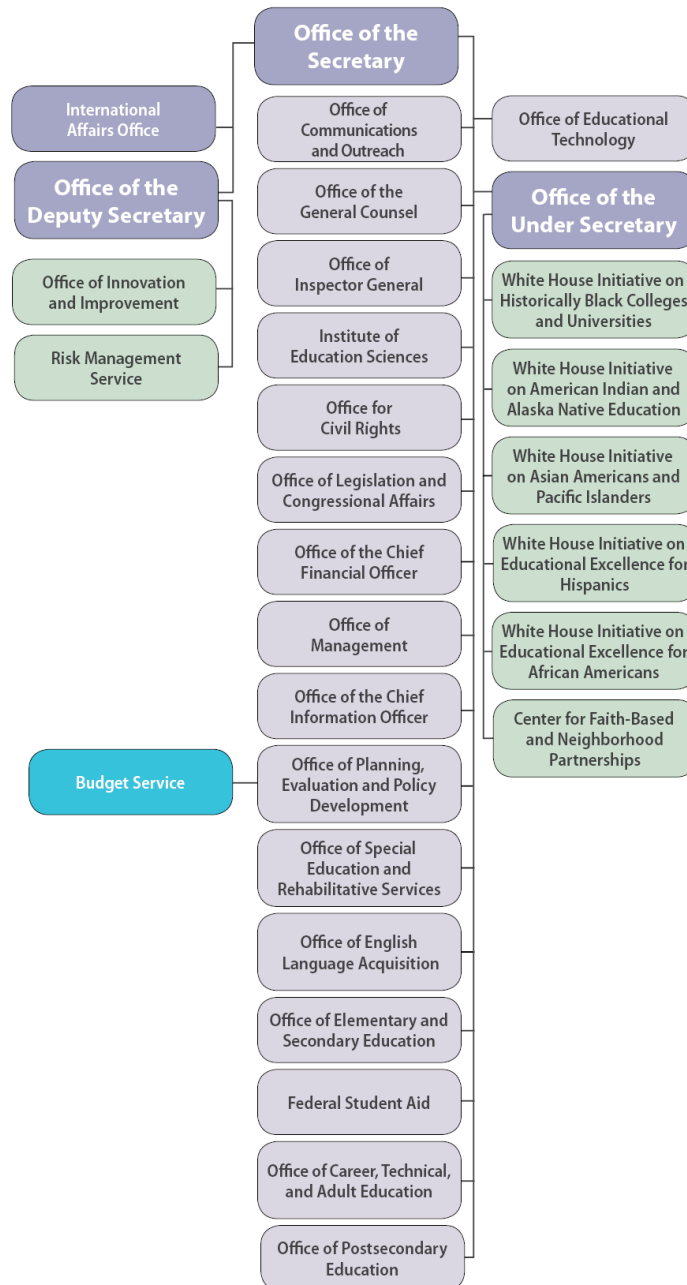 Office of the
Secretary
International
Affairs Office
Office of the
Deputy Secretary
Office of Innovation
and Improvement
Risk Management
Service
Office of
Communications
and Outreach
Office of the
General Counsel
Office of
Inspector General
Institute of
Education Sciences
Office for
Civil Rights
Office of Legislation and
Congressional Affairs
Office of the Chief
Financial Officer
Office of
Management
Office of the Chief
Information Officer
Budget Service
Office of Planning,
Evaluation and Policy
Development
Office of Special
Education and
Rehabilitative Services
Office of English
Language Acquisition
Office of Elementary and
Secondary Education
Federal Student Aid
Office of Career, Technical,
and Adult Education
Office of Postsecondary
Education
Office of Educational
Technology
Office of the
Under Secretary
White House Initiative on
Historically Black Colleges
and Universities
White House Initiative
on American Indian and
Alaska Native Education
White House Initiative
on Asian Americans and
Pacific Islanders
White House Initiative on
Educational Excellence for
Hispanics
White House Initiative on
Educational Excellence for
African Americans
Center for Faith-Based
and Neighborhood
Partnerships